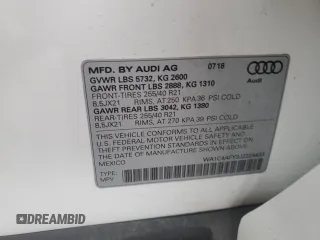 MFD. BY AUDI AG 07/18
GVWR LBS 5732, KG 2600
GAWR FRONT LBS 2888, KG 1310
FRONT-TIRES 255/40 R21
8,5JX21 RIMS, AT 250 KPA 36 PSI COLD
GAWR REAR LBS 3042, KG 1380
REAR-TIRES 255/40 R21
8,5JX21 RIMS, AT 270 KPA 39 PSI COLD
THIS VEHICLE CONFORMS TO ALL APPLICABLE
U.S. FEDERAL MOTOR VEHICLE SAFETY AND
THEFT PREVENTION STANDARDS IN EFFECT ON
THE DATE OF MANUFACTURE SHOWN ABOVE.
MEXICO
TYPE:
MPV
Audi
IDRIVESAFELY